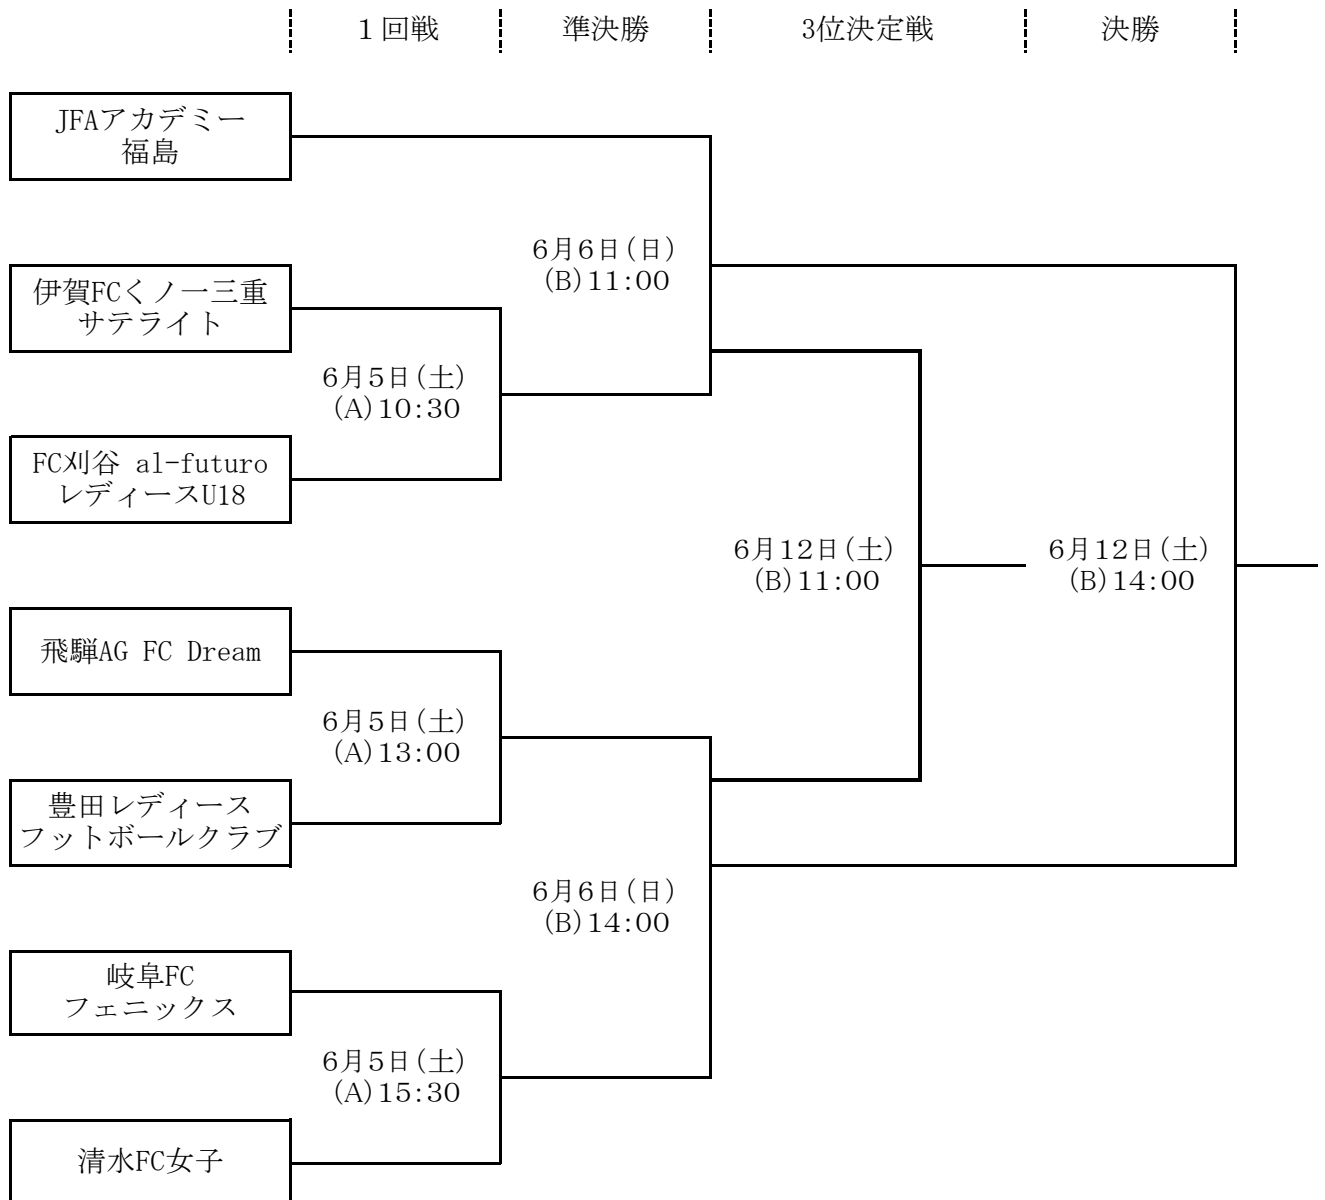 １回戦
準決勝
3位決定戦
決勝
JFAアカデミー
福島
6月6日(日)
(B)11:00
伊賀FCくノ一三重
サテライト
6月5日(土)
(A)10:30
FC刈谷 al-futuro
レディースU18
6月12日(土)
(B)11:00
6月12日(土)
(B)14:00
飛騨AG FC Dream
6月5日(土)
(A)13:00
豊田レディース
フットボールクラブ
6月6日(日)
(B)14:00
岐阜FC
フェニックス
6月5日(土)
(A)15:30
清水FC女子